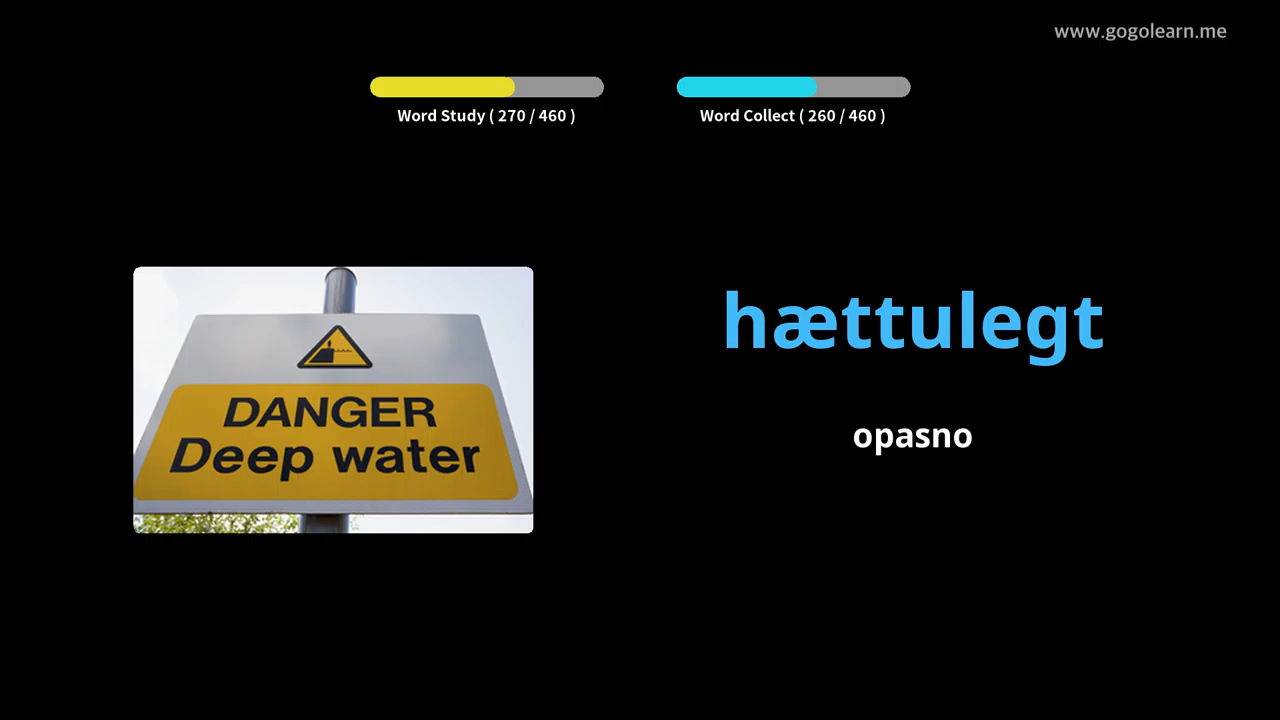 www.gogolearn.me
Word Study ( 270 / 460 )
Word Collect ( 260 / 460 )
DANGER
Deep water
hættulegt
opasno